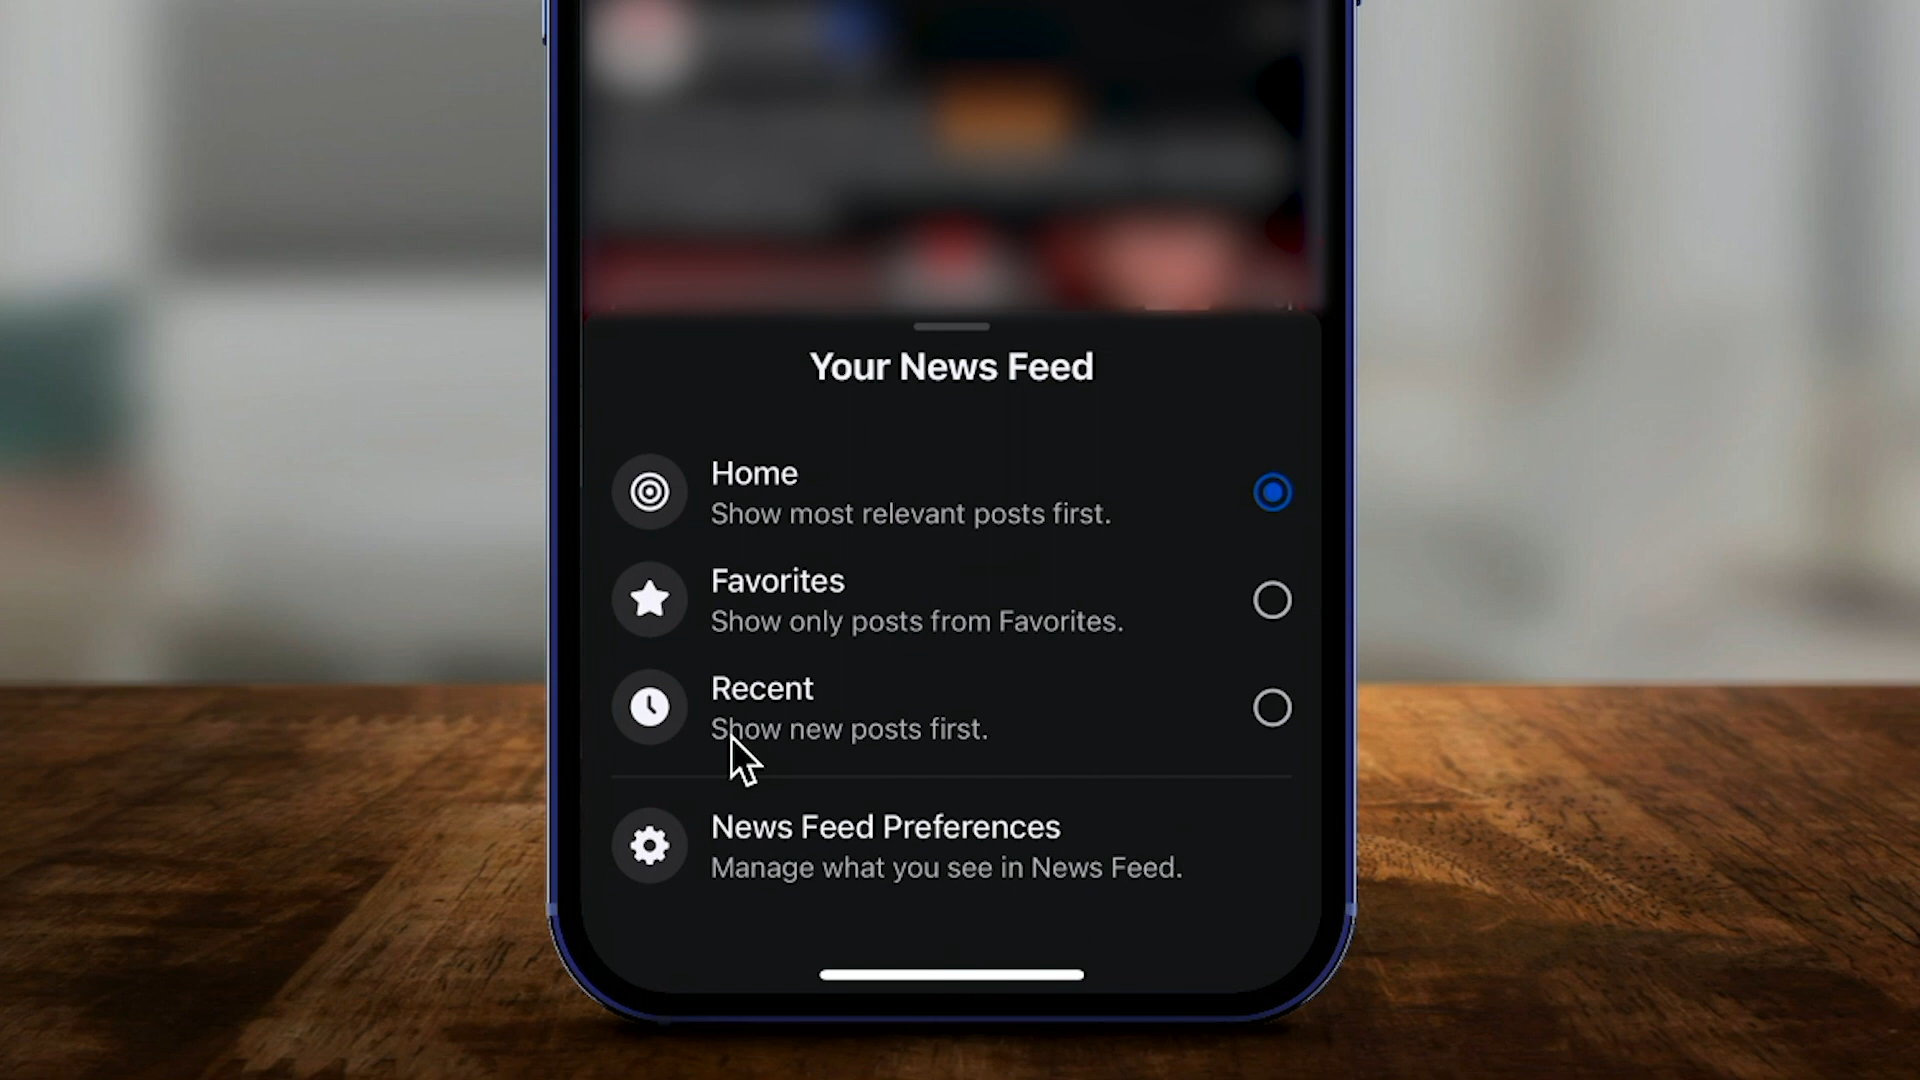 Your News Feed
Home
Show most relevant posts first.
Favorites
Show only posts from Favorites.
Recent
Show new posts first.
News Feed Preferences
Manage what you see in News Feed.